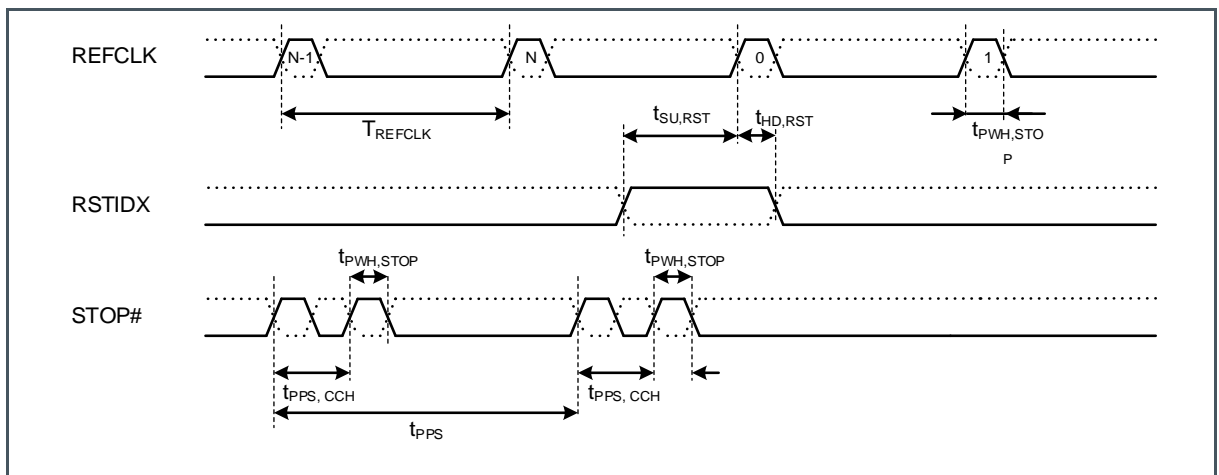 REFCLK
N-1 N 0 1
TREFCLK
tSU,RST tHD,RST
tPWH,STO
P
RSTIDX
tPWH,STOP tPWH,STOP
STOP#
tPPS, CCH tPPS, CCH
tPPS